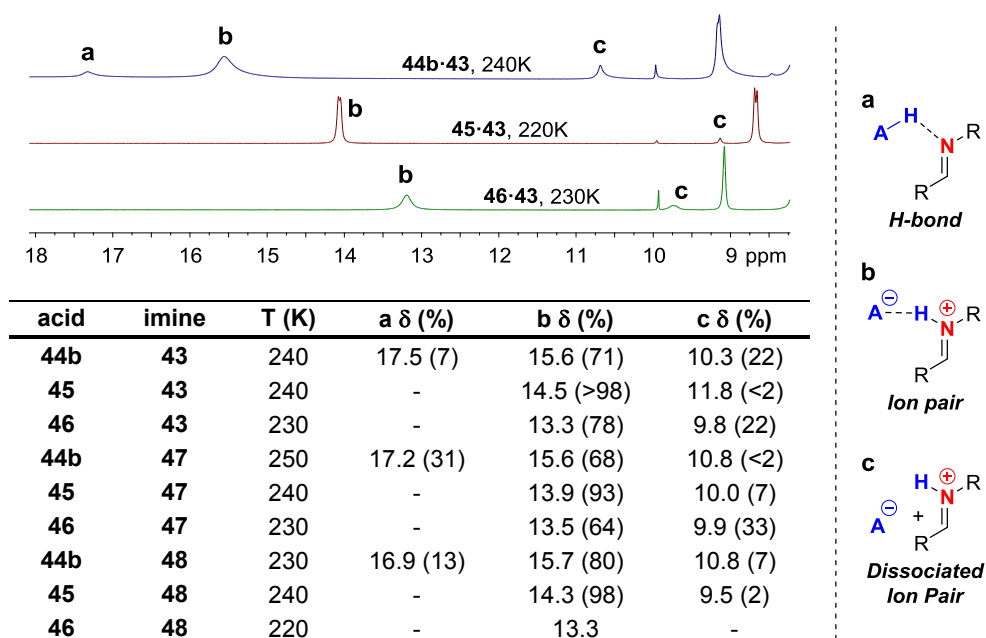 a
b
c
44b·43, 240K
b
c
45·43, 220K
b
c
46·43, 230K
18 17 16 15 14 13 12 11 10 9 ppm
acid imine T (K) a δ (%) b δ (%) c δ (%)
44b 43 240 17.5 (7) 15.6 (71) 10.3 (22)
45 43 240 - 14.5 (>98) 11.8 (<2)
46 43 230 - 13.3 (78) 9.8 (22)
44b 47 250 17.2 (31) 15.6 (68) 10.8 (<2)
45 47 240 - 13.9 (93) 10.0 (7)
46 47 230 - 13.5 (64) 9.9 (33)
44b 48 230 16.9 (13) 15.7 (80) 10.8 (7)
45 48 240 - 14.3 (98) 9.5 (2)
46 48 220 - 13.3 -
a
A H N R
R
H-bond
b
A ⊖ H N ⊕ R
R
Ion pair
c
H N ⊕ R
A ⊖ +
R
Dissociated
Ion Pair